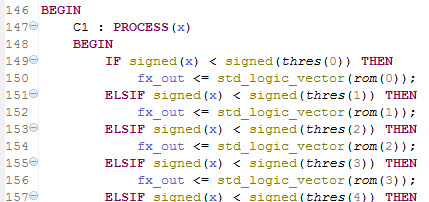 146 BEGIN
147 C1 : PROCESS(x)
148 BEGIN
149 IF signed(x) < signed(thres(0)) THEN
150 fx_out <= std_logic_vector(rom(0));
151 ELSIF signed(x) < signed(thres(1)) THEN
152 fx_out <= std_logic_vector(rom(1));
153 ELSIF signed(x) < signed(thres(2)) THEN
154 fx_out <= std_logic_vector(rom(2));
155 ELSIF signed(x) < signed(thres(3)) THEN
156 fx_out <= std_logic_vector(rom(3));
157 ELSIF signed(x) < signed(thres(4)) THEN